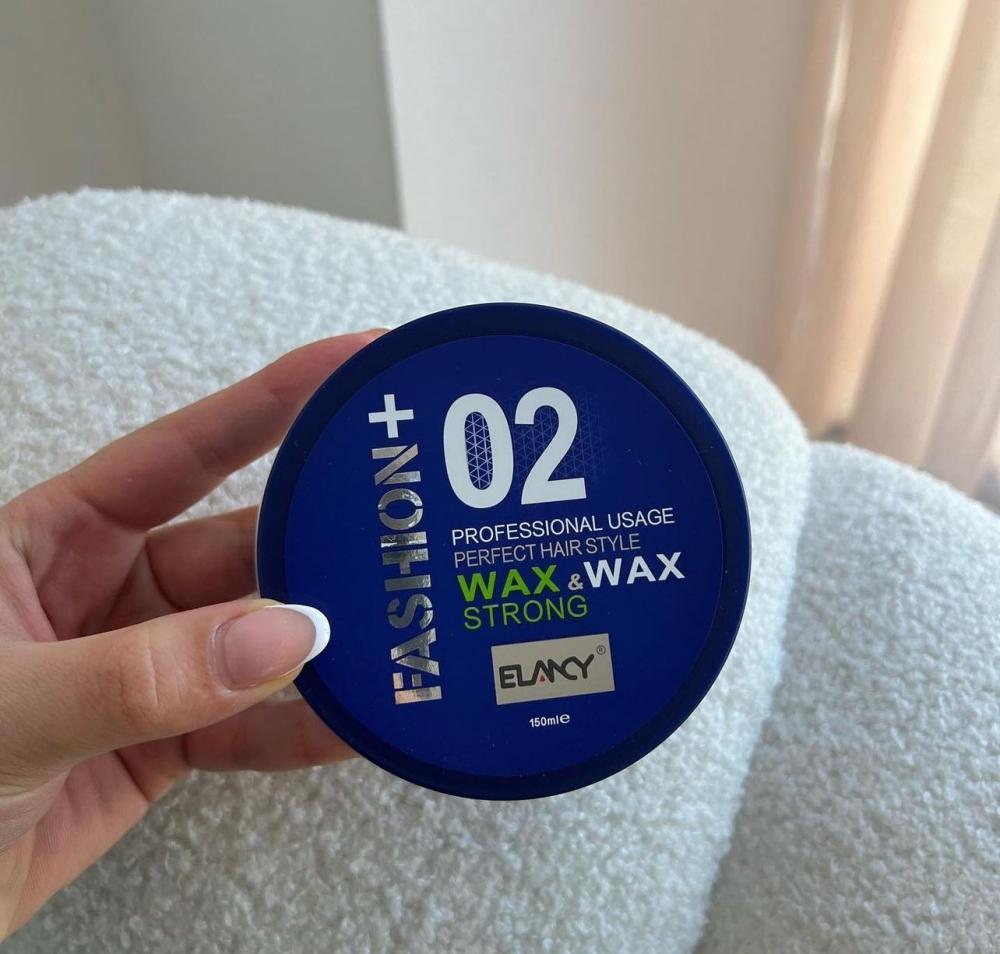 FASHION+
02
PROFESSIONAL USAGE
PERFECT HAIR STYLE
WAX & WAX
STRONG
ELANCY®
150ml℮